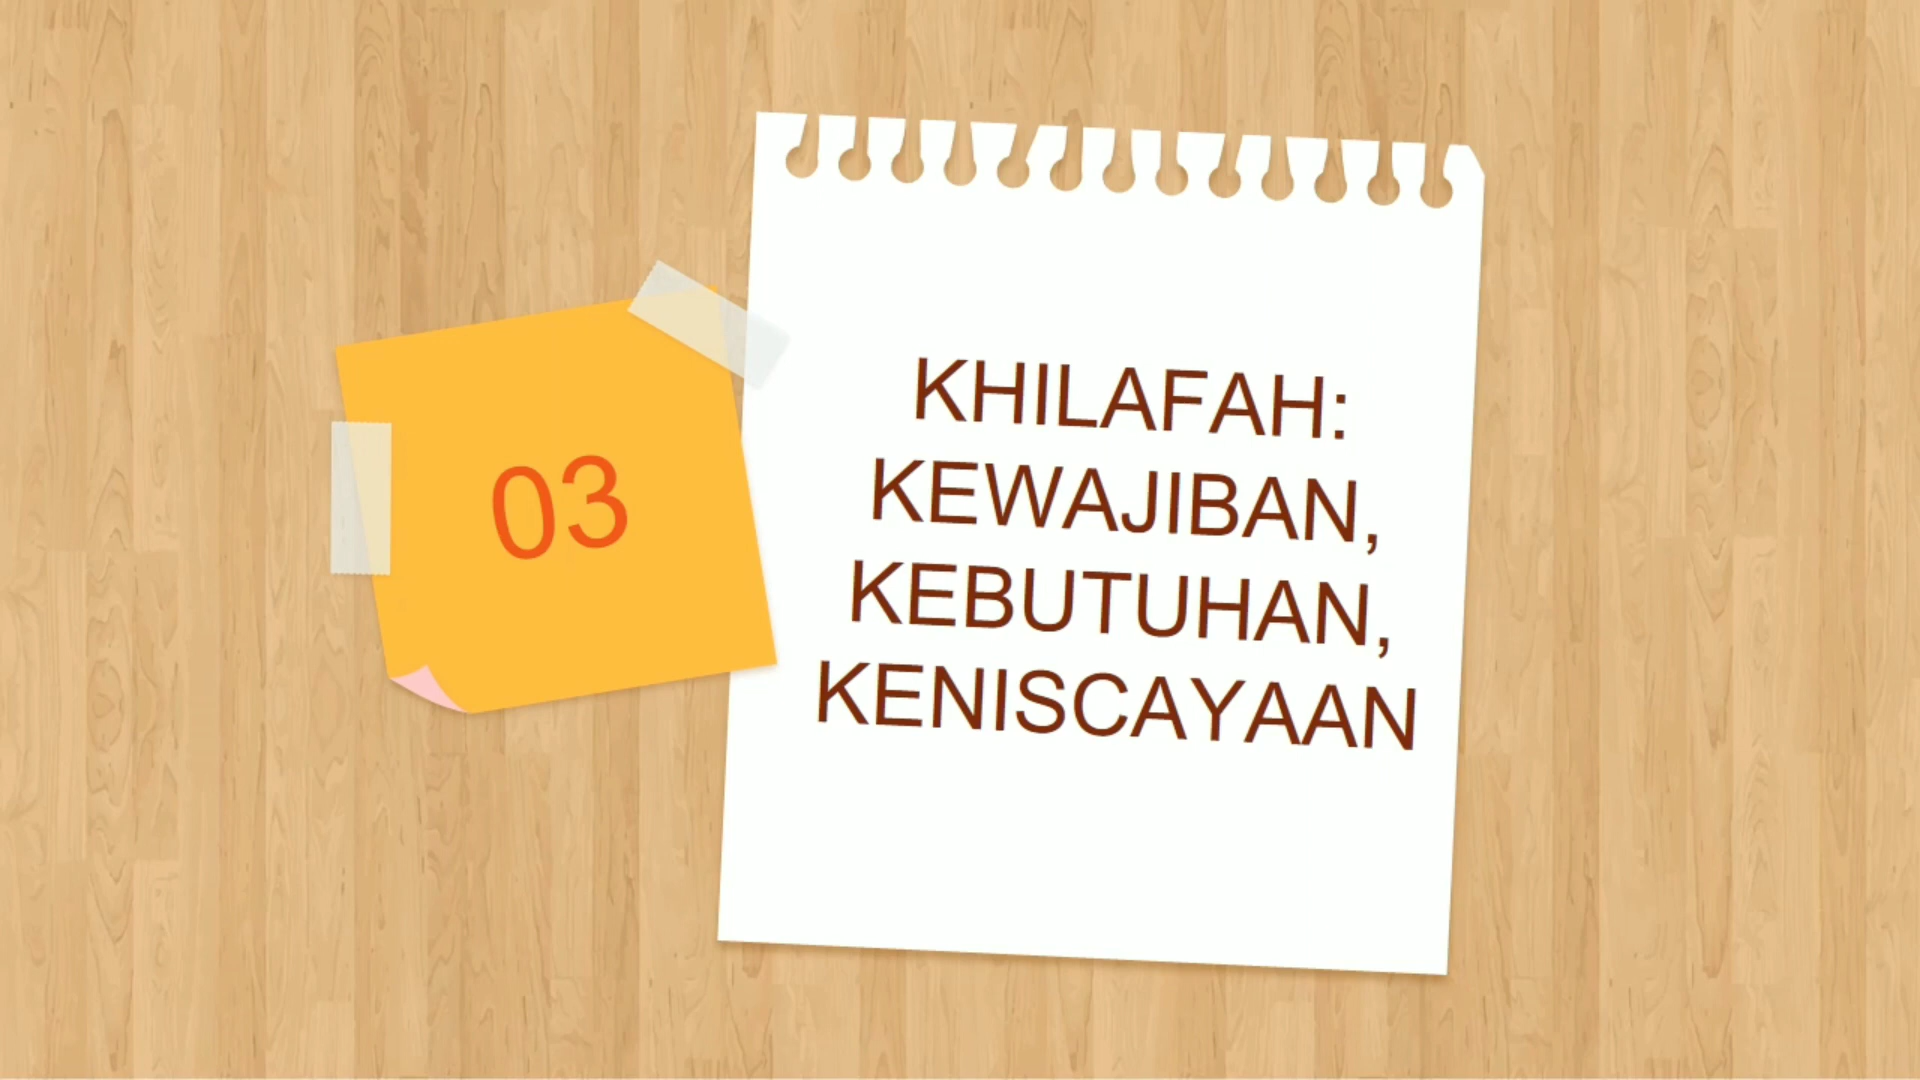 03
KHILAFAH:
KEWAJIBAN,
KEBUTUHAN,
KENISCAYAAN